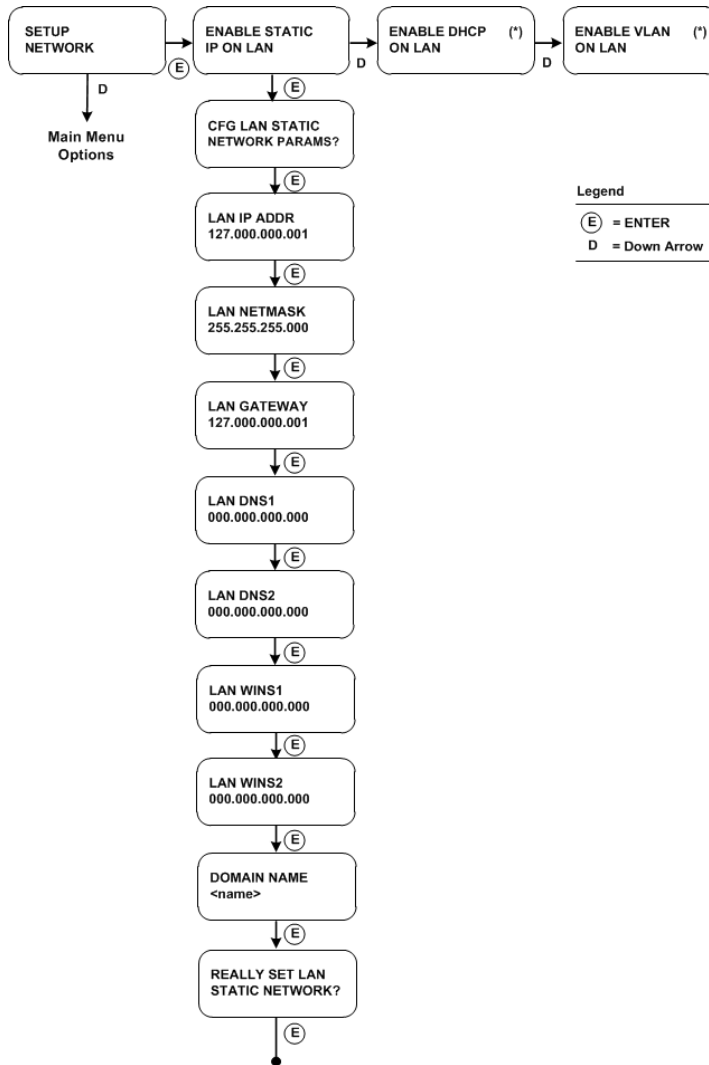 SETUP
NETWORK
E
ENABLE STATIC
IP ON LAN
D
ENABLE DHCP (*)
ON LAN
D
ENABLE VLAN (*)
ON LAN
D
Main Menu
Options
E
CFG LAN STATIC
NETWORK PARAMS?
E
LAN IP ADDR
127.000.000.001
E
LAN NETMASK
255.255.255.000
E
LAN GATEWAY
127.000.000.001
E
LAN DNS1
000.000.000.000
E
LAN DNS2
000.000.000.000
E
LAN WINS1
000.000.000.000
E
LAN WINS2
000.000.000.000
E
DOMAIN NAME
<name>
E
REALLY SET LAN
STATIC NETWORK?
E
Legend
E = ENTER
D = Down Arrow